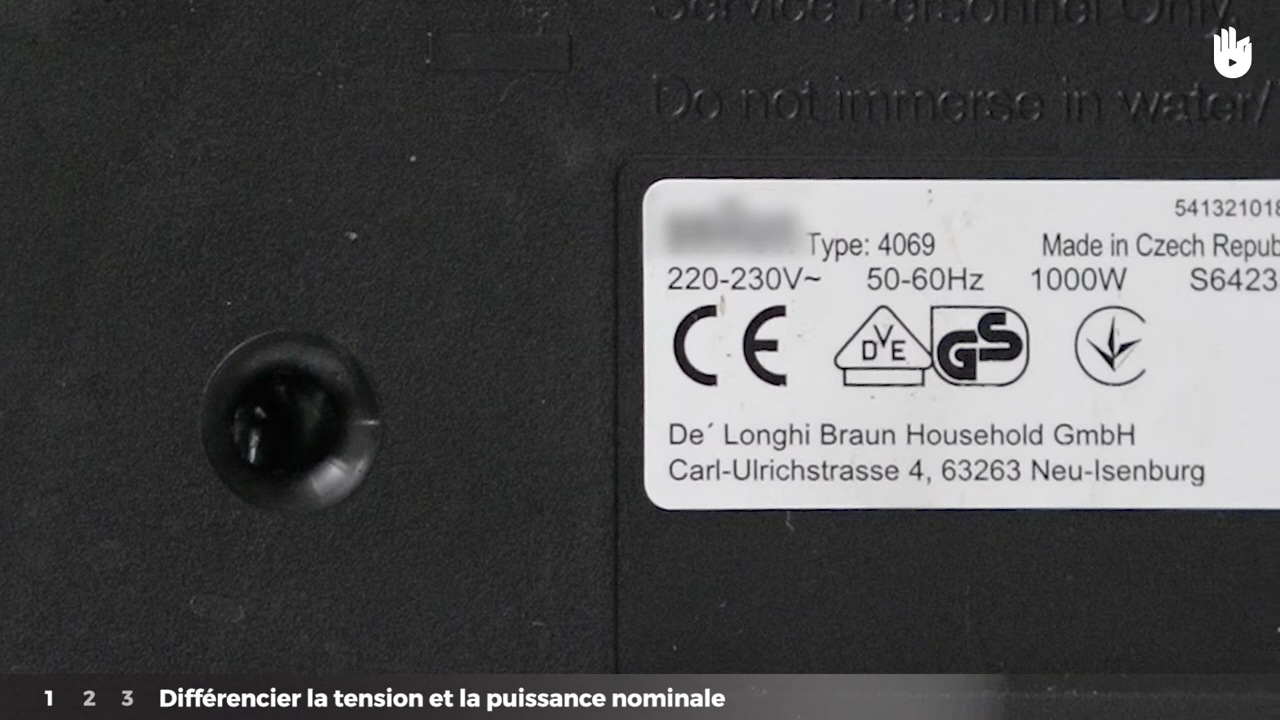 Service Personnel Only.
Do not immerse in water/
541321018
Type: 4069 Made in Czech Repub
220-230V~ 50-60Hz 1000W S6423
CE DVE GS
De´ Longhi Braun Household GmbH
Carl-Ulrichstrasse 4, 63263 Neu-Isenburg
1 2 3 Différencier la tension et la puissance nominale